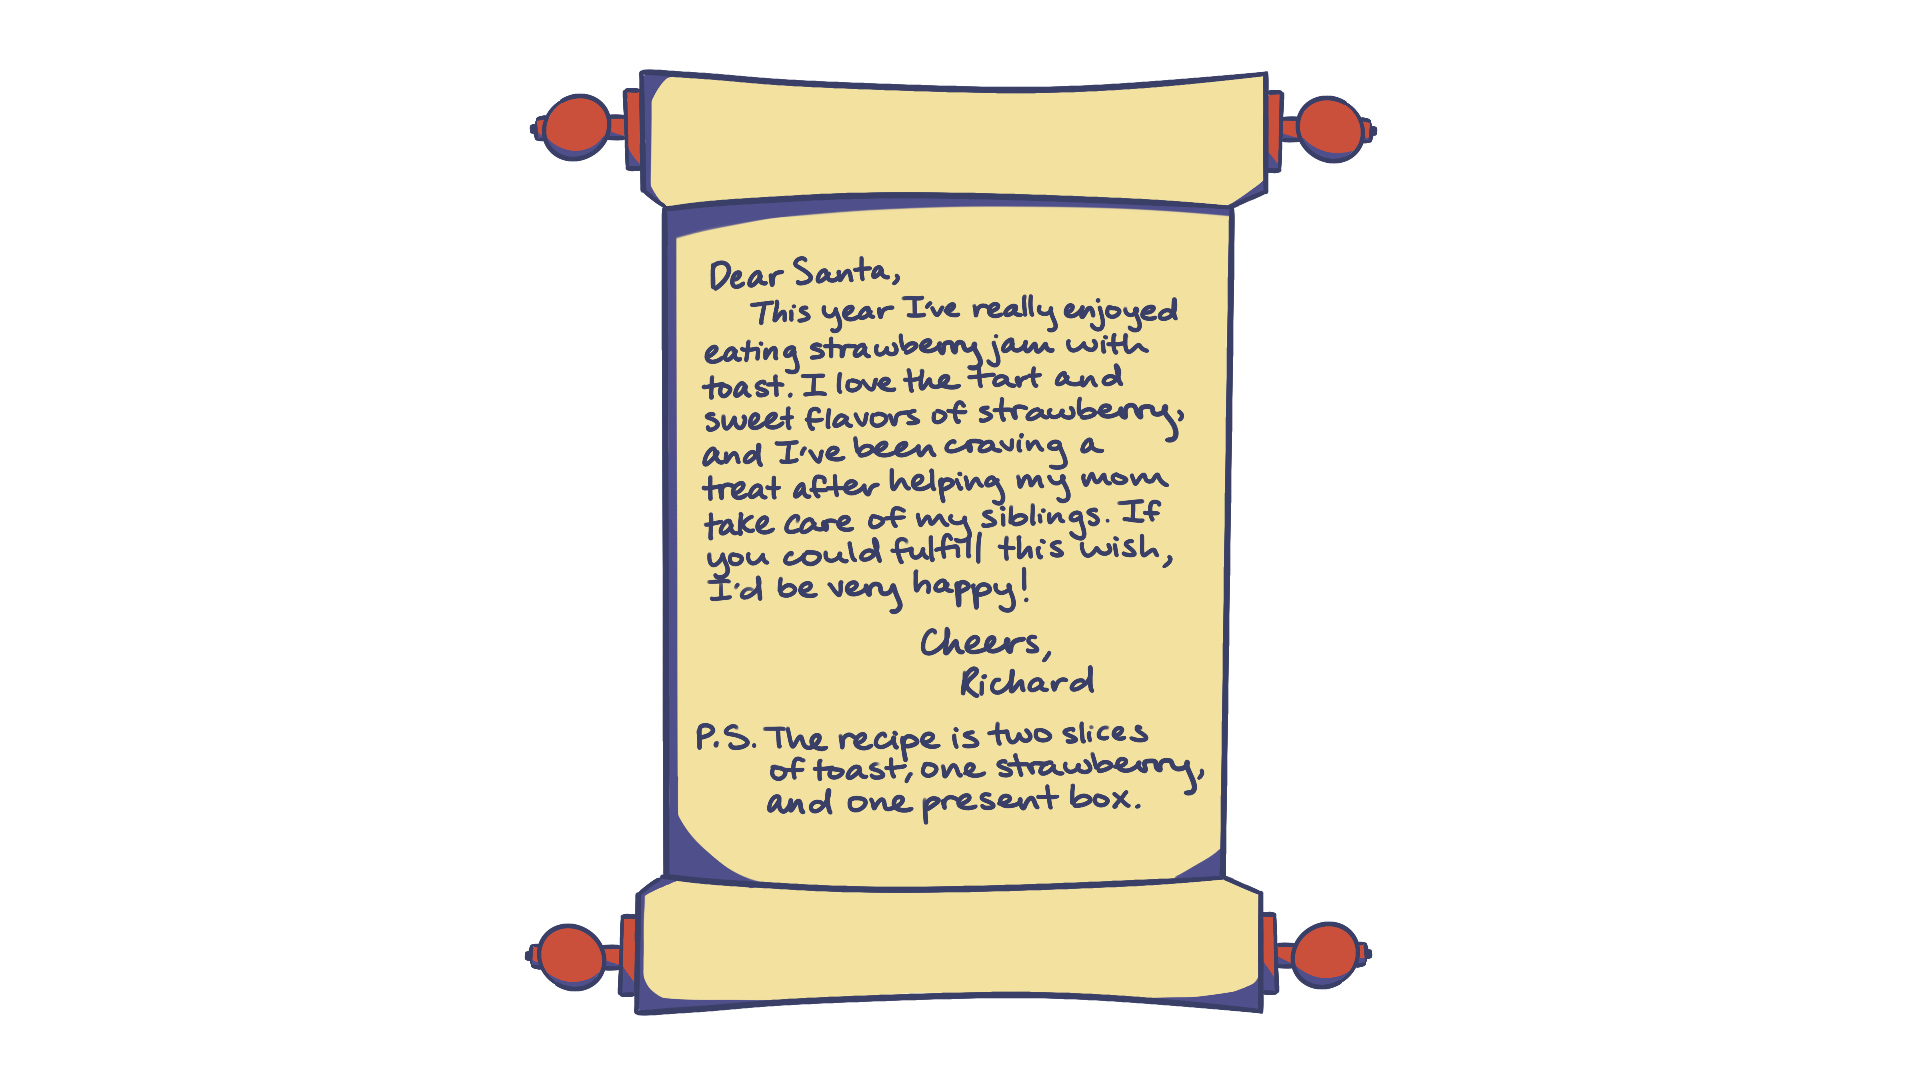 Dear Santa,
This year I've really enjoyed
eating strawberry jam with
toast. I love the tart and
sweet flavors of strawberry,
and I've been craving a
treat after helping my mom
take care of my siblings. If
you could fulfill this wish,
I'd be very happy!
Cheers,
Richard
P.S. The recipe is two slices
of toast, one strawberry,
and one present box.